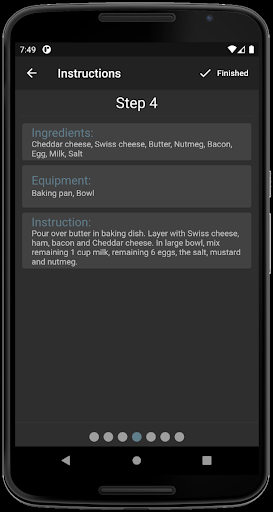 7:49
Instructions
Finished
Step 4
Ingredients:
Cheddar cheese, Swiss cheese, Butter, Nutmeg, Bacon,
Egg, Milk, Salt
Equipment:
Baking pan, Bowl
Instruction:
Pour over butter in baking dish. Layer with Swiss cheese,
ham, bacon and Cheddar cheese. In large bowl, mix
remaining 1 cup milk, remaining 6 eggs, the salt, mustard
and nutmeg.